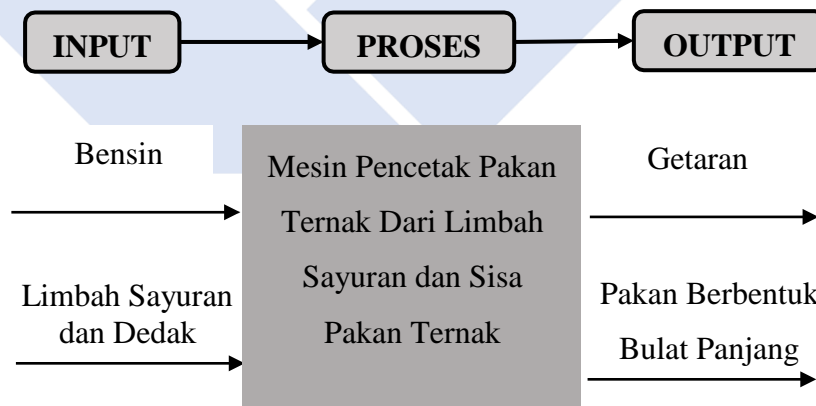 INPUT
PROSES
OUTPUT
Bensin
Limbah Sayuran
dan Dedak
Mesin Pencetak Pakan
Ternak Dari Limbah
Sayuran dan Sisa
Pakan Ternak
Getaran
Pakan Berbentuk
Bulat Panjang